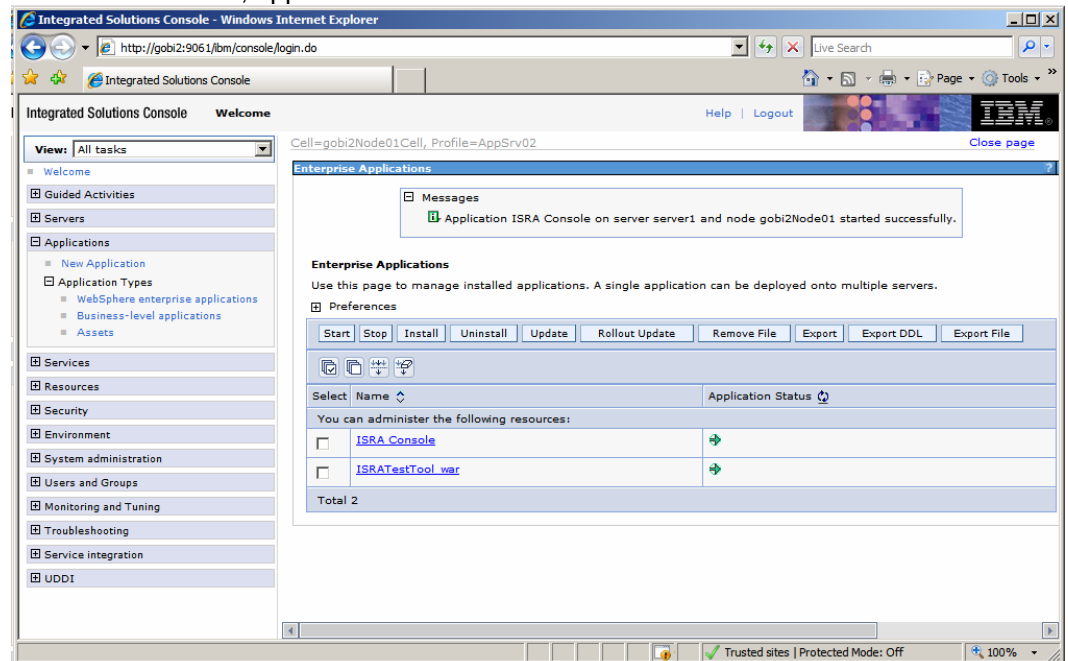 Integrated Solutions Console - Windows Internet Explorer
http://gobi2:9061/ibm/console/login.do
Live Search
Integrated Solutions Console
Page
Tools
»
Integrated Solutions Console Welcome
Help | Logout
IBM®
View: All tasks
Welcome
Guided Activities
Servers
Applications
New Application
Application Types
WebSphere enterprise applications
Business-level applications
Assets
Services
Resources
Security
Environment
System administration
Users and Groups
Monitoring and Tuning
Troubleshooting
Service integration
UDDI
Cell=gobi2Node01Cell, Profile=AppSrv02
Close page
Enterprise Applications ?
Messages
Application ISRA Console on server server1 and node gobi2Node01 started successfully.
Enterprise Applications
Use this page to manage installed applications. A single application can be deployed onto multiple servers.
Preferences
Start Stop Install Uninstall Update Rollout Update Remove File Export Export DDL Export File
Select Name Application Status
You can administer the following resources:
ISRA Console
ISRATestTool_war
Total 2
Trusted sites | Protected Mode: Off
100%